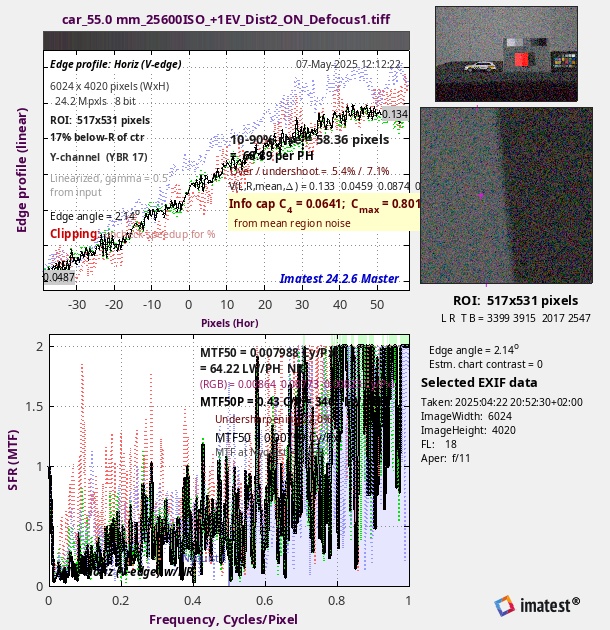 car_55.0 mm_25600ISO_+1EV_Dist2_ON_Defocus1.tiff
Edge profile: Horiz (V-edge)
07-May-2025 12:12:22
6024 x 4020 pixels (WxH)
24.2 Mpxls   8 bit
ROI:  517x531 pixels
17% below-R of ctr
Y-channel  (YBR 17)
Linearized, gamma = 0.5
from input
Edge angle = 2.14°
Clipping
speedup for %
0.134
0.0487
10-90%
= 58.36 pixels
per PH
Over / undershoot =  5.4% /  7.1%
V(L,R,mean,Δ) = 0.133  0.0459  0.0874  0
Info cap C4 = 0.0641;  Cmax = 0.801
from mean region noise
Imatest 24.2.6 Master
Edge profile (linear)
-30 -20 -10 0 10 20 30 40 50
Pixels (Hor)
ROI:  517x531 pixels
L R  T B = 3399 3915  2017 2547
Edge angle = 2.14°
Estm. chart contrast = 0
Selected EXIF data
Taken: 2025:04:22 20:52:30+02:00
ImageWidth:  6024
ImageHeight:  4020
FL:   18
Aper:  f/11
MTF50 = 0.007988 Cy/Pxl
= 64.22 LW/PH
MTF50P = 0.43
MTF50 =
SFR (MTF)
2
1.5
1
0.5
0
0 0.2 0.4 0.6 0.8 1
Frequency, Cycles/Pixel
imatest®